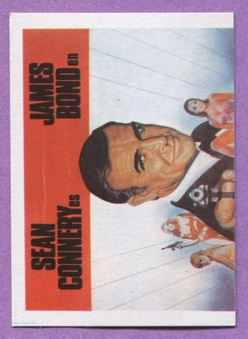 SEAN
CONNERY es
JAMES
BOND en